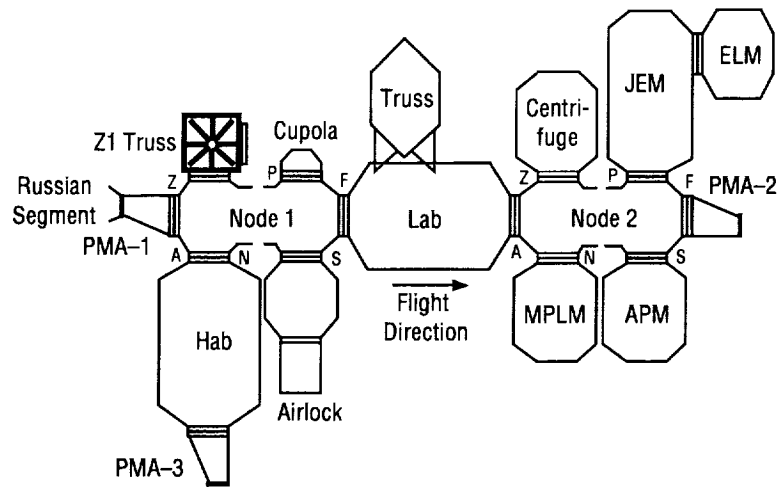 ELM
JEM
Truss
Centri-
fuge
Z1 Truss
Cupola
Z
P
F
Z
P
F
PMA–2
Russian
Segment
Node 1
Lab
Node 2
PMA–1
A
N
S
A
N
S
Flight
Direction
MPLM
APM
Hab
Airlock
PMA–3